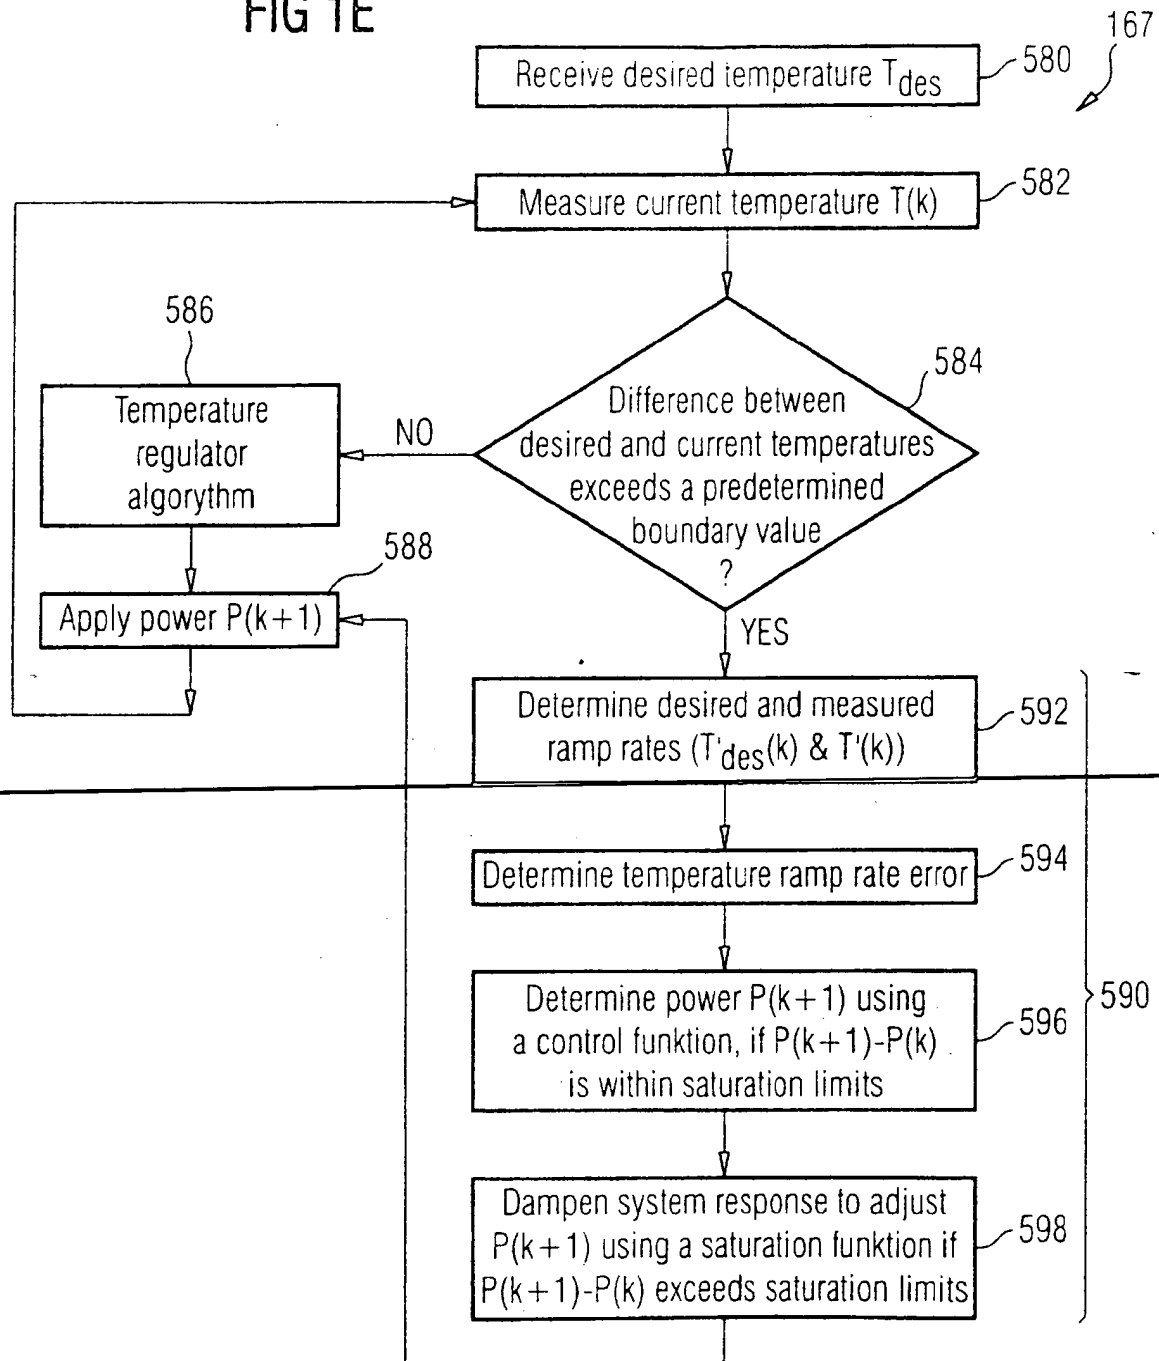 FIG 1E
167
Receive desired temperature Tdes
580
Measure current temperature T(k)
582
586
584
Temperature
regulator
algorythm
NO
Difference between
desired and current temperatures
exceeds a predetermined
boundary value
?
588
Apply power P(k+1)
YES
Determine desired and measured
ramp rates (T'des(k) & T'(k))
592
Determine temperature ramp rate error
594
590
Determine power P(k+1) using
a control funktion, if P(k+1)-P(k)
is within saturation limits
596
Dampen system response to adjust
P(k+1) using a saturation funktion if
P(k+1)-P(k) exceeds saturation limits
598